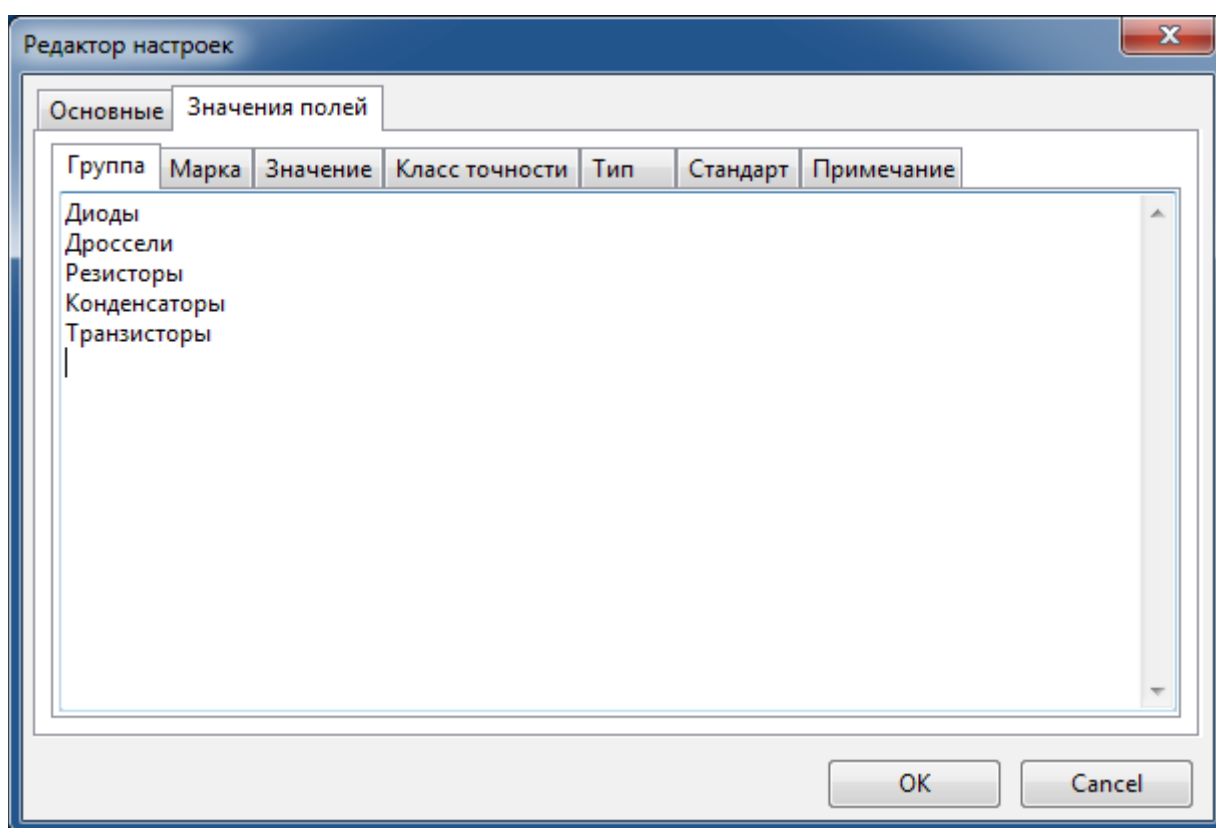 Редактор настроек
Основные Значения полей
Группа Марка Значение Класс точности Тип Стандарт Примечание
Диоды
Дроссели
Резисторы
Конденсаторы
Транзисторы
OK Cancel